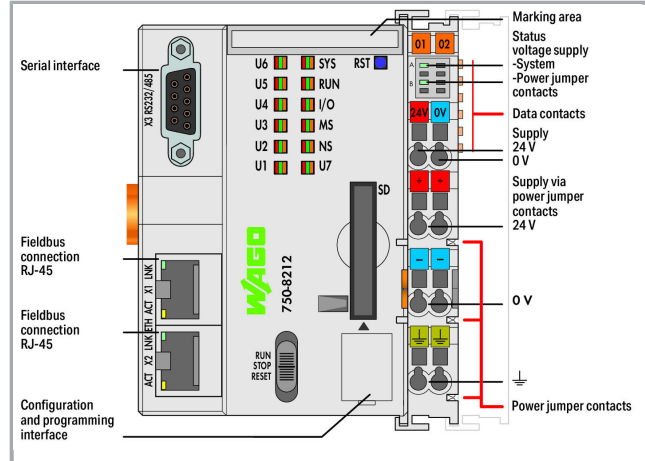 Marking area
Status
voltage supply
-System
-Power jumper
contacts
Data contacts
Supply
24 V
0 V
Supply via
power jumper
contacts
24 V
0 V
Power jumper contacts
Serial interface
Fieldbus
connection
RJ-45
Fieldbus
connection
RJ-45
Configuration
and programming
interface
X3 RS232/485
U6 SYS
U5 RUN
U4 I/O
U3 MS
U2 NS
U1 U7
RST
SD
WAGO
750-8212
RUN
STOP
RESET
ACT X1 LNK
ETH
ACT X2 LNK
01 02
A
B
24V 0V
+ +
− −